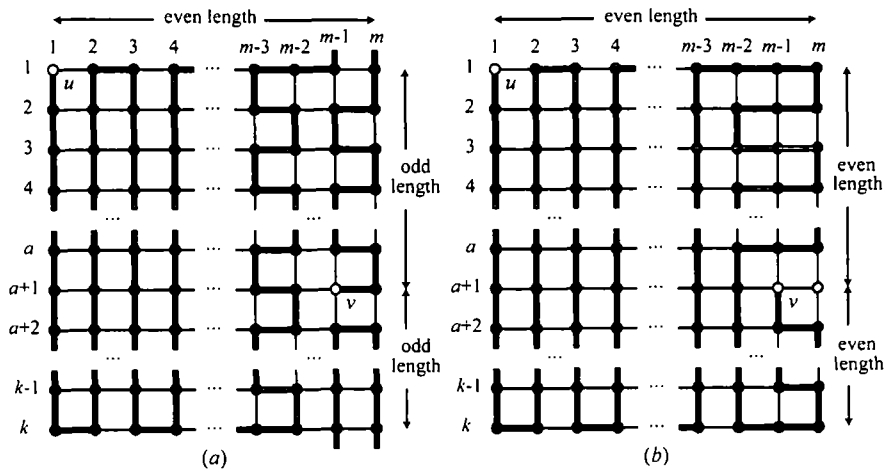 even length
1 2 3 4 ... m-3 m-2 m-1 m
1
u
2
3
4
odd length
... ...
a
a+1
v
a+2
odd length
... ...
k-1 ...
k ...
(a)
even length
1 2 3 4 ... m-3 m-2 m-1 m
1
u
2
3
4
even length
... ...
a
a+1
v
a+2
even length
... ...
k-1 ...
k ...
(b)